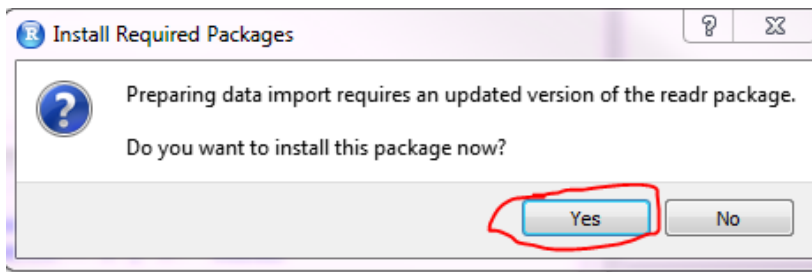 R Install Required Packages
?
Preparing data import requires an updated version of the readr package.
Do you want to install this package now?
Yes No